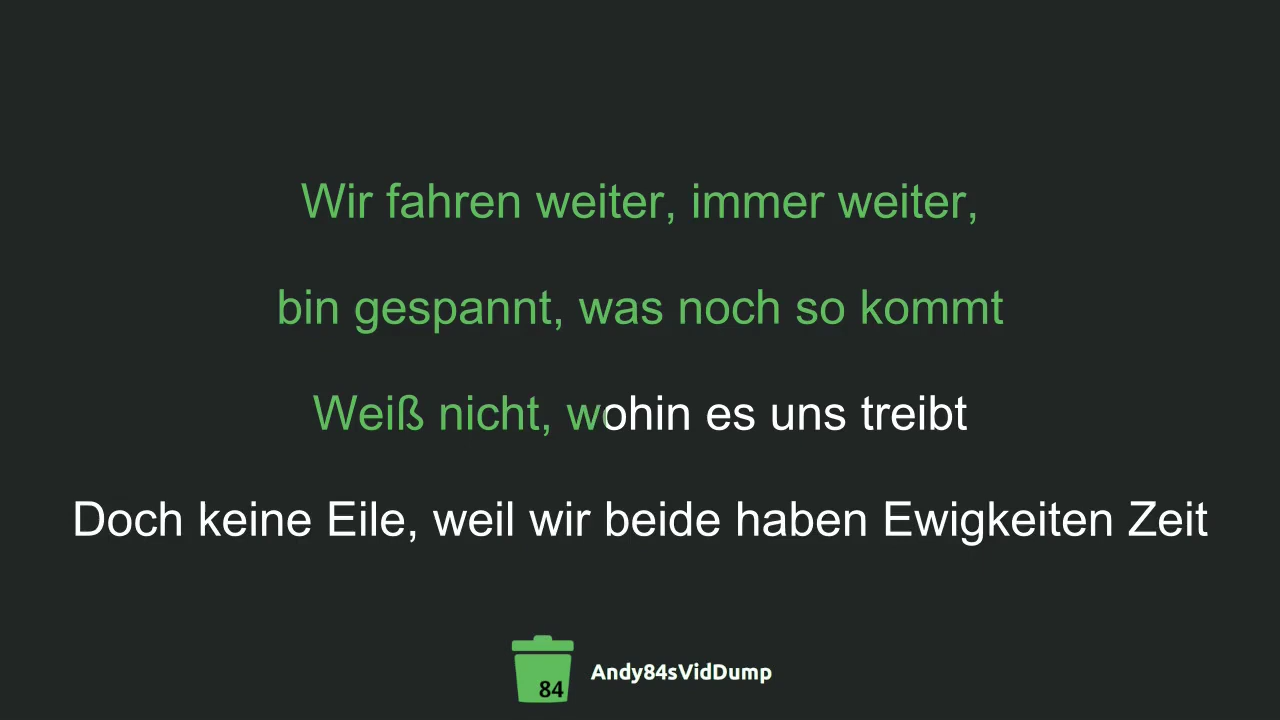 Wir fahren weiter, immer weiter,
bin gespannt, was noch so kommt
Weiß nicht, wohin es uns treibt
Doch keine Eile, weil wir beide haben Ewigkeiten Zeit
84 Andy84sVidDump